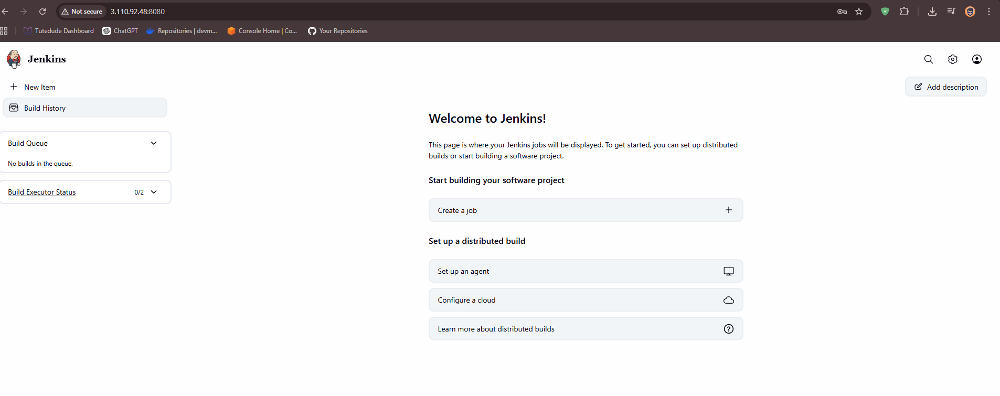 Not secure 3.110.92.48:8080
Tutedude Dashboard ChatGPT Repositories | devm... Console Home | Co... Your Repositories
Jenkins
New Item
Add description
Build History
Build Queue
No builds in the queue.
Build Executor Status 0/2
Welcome to Jenkins!
This page is where your Jenkins jobs will be displayed. To get started, you can set up distributed
builds or start building a software project.
Start building your software project
Create a job
Set up a distributed build
Set up an agent
Configure a cloud
Learn more about distributed builds